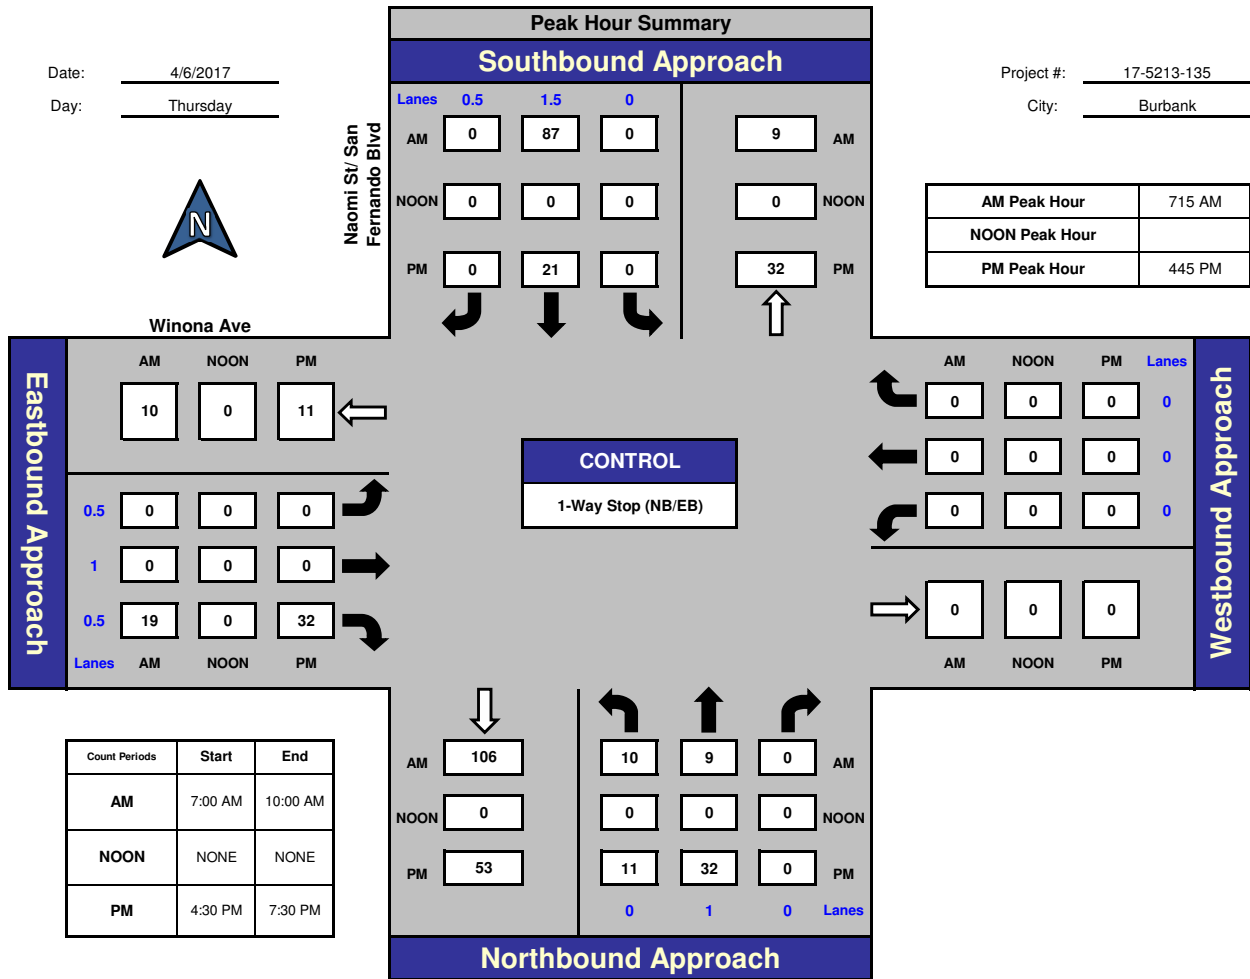 Peak Hour Summary
Southbound Approach
Date: 4/6/2017
Day: Thursday
Project #: 17-5213-135
City: Burbank
Naomi St/ San
Fernando Blvd
Lanes 0.5 1.5 0
AM 0 87 0 9 AM
NOON 0 0 0 0 NOON
PM 0 21 0 32 PM
N
AM Peak Hour 715 AM
NOON Peak Hour
PM Peak Hour 445 PM
Winona Ave
Eastbound Approach
AM NOON PM
10 0 11
0.5 0 0 0
1 0 0 0
0.5 19 0 32
Lanes AM NOON PM
CONTROL
1-Way Stop (NB/EB)
AM NOON PM Lanes
0 0 0 0
0 0 0 0
0 0 0 0
0 0 0
AM NOON PM
Westbound Approach
Count Periods Start End
AM 7:00 AM 10:00 AM
NOON NONE NONE
PM 4:30 PM 7:30 PM
AM 106 10 9 0 AM
NOON 0 0 0 0 NOON
PM 53 11 32 0 PM
0 1 0 Lanes
Northbound Approach